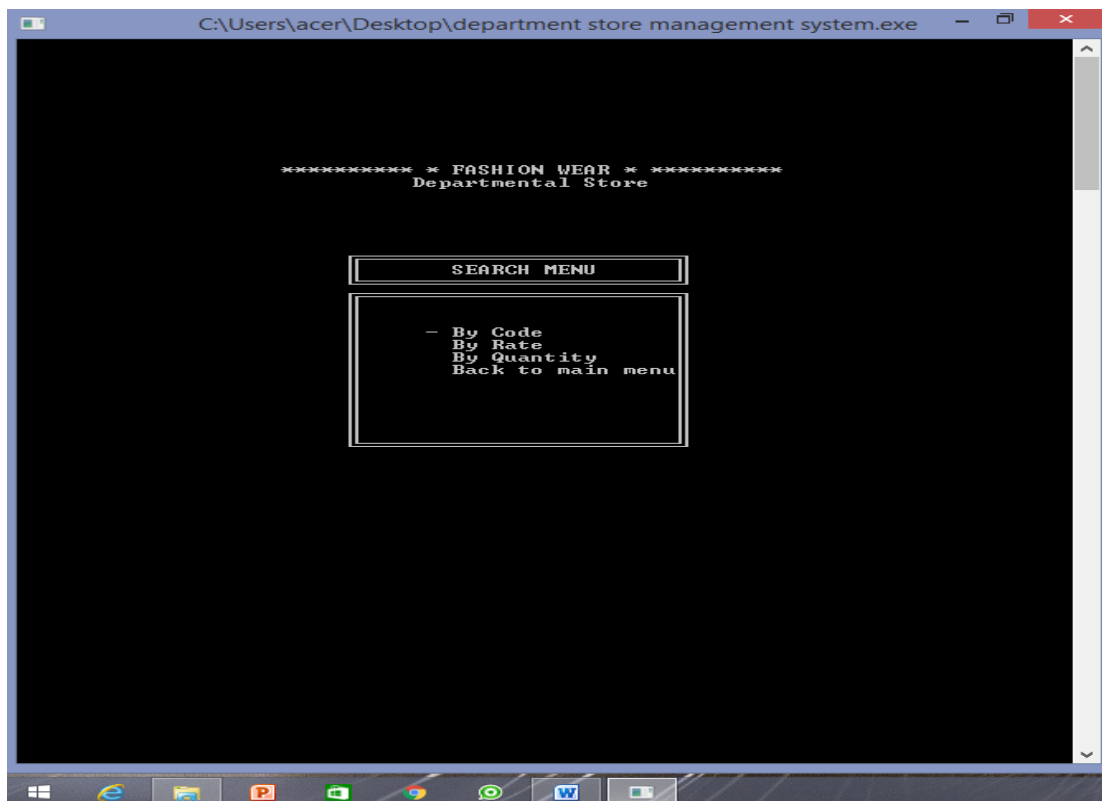 C:\Users\acer\Desktop\department store management system.exe
********** * FASHION WEAR * **********
Departmental Store
SEARCH MENU
- By Code
By Rate
By Quantity
Back to main menu